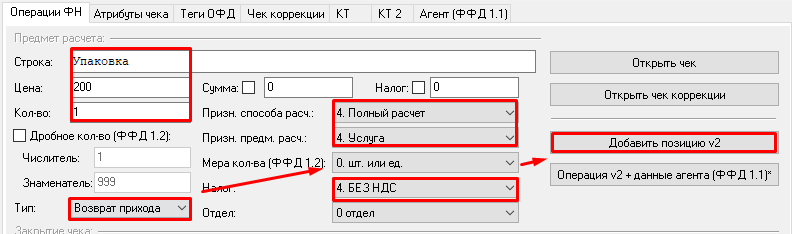 Операции ФН Атрибуты чека Теги ОФД Чек коррекции КТ КТ 2 Агент (ФФД 1.1)
Предмет расчета:
Строка: Упаковка
Открыть чек
Цена: 200 Сумма: 0 Налог: 0
Открыть чек коррекции
Кол-во: 1 Призн. способа расч.: 4. Полный расчет
Дробное кол-во (ФФД 1.2): Призн. предм. расч.: 4. Услуга
Добавить позицию v2
Числитель: 1 Мера кол-ва (ФФД 1.2): 0. шт. или ед.
Операция v2 + данные агента (ФФД 1.1)*
Знаменатель: 999 Налог: 4. БЕЗ НДС
Тип: Возврат прихода Отдел: 0 отдел
Закрытие чека: